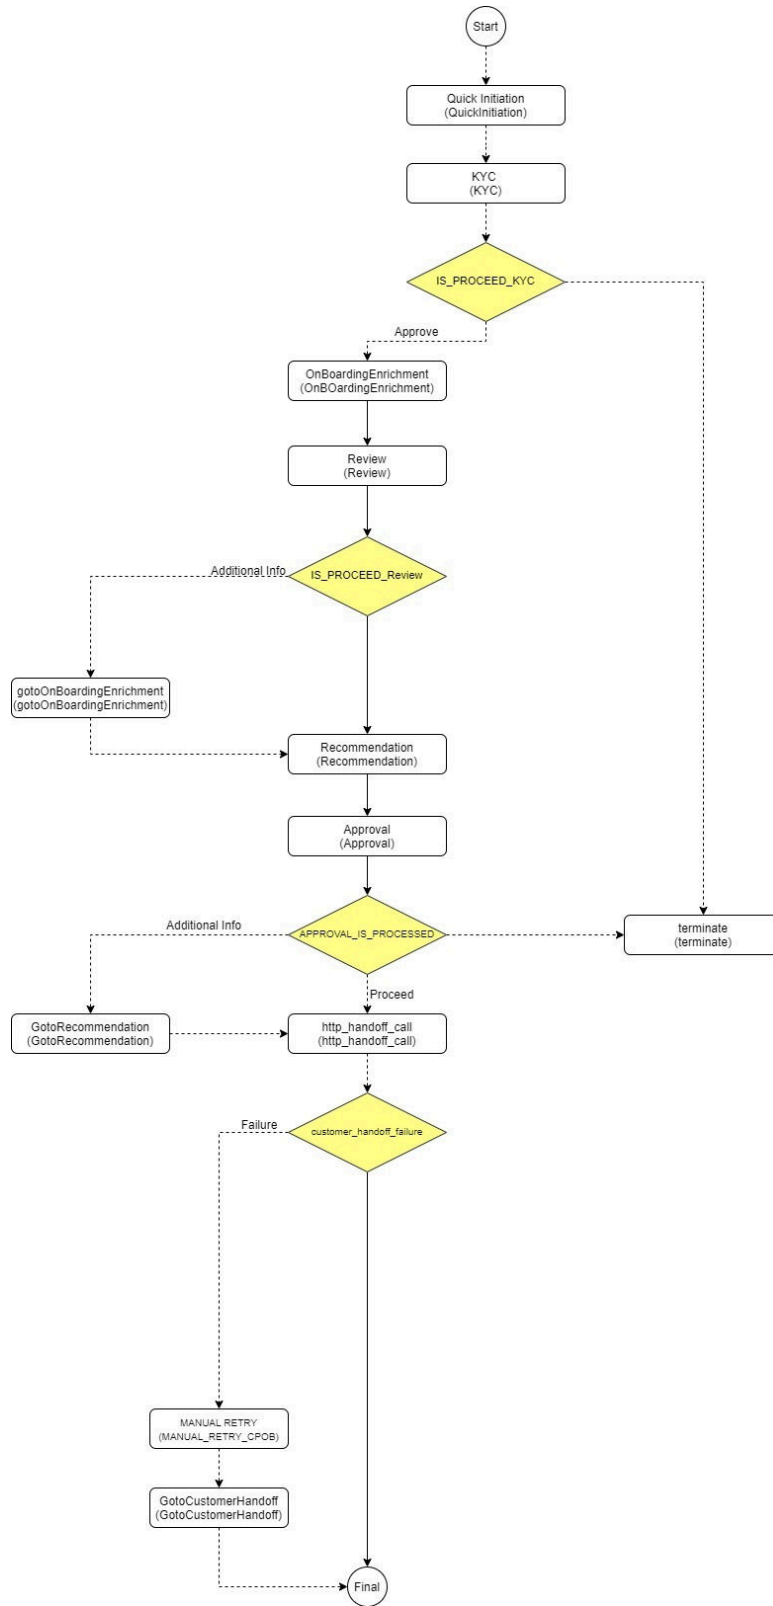 Start
Quick Initiation
(QuickInitiation)
KYC
(KYC)
IS_PROCEED_KYC
Approve
OnBoardingEnrichment
(OnBOardingEnrichment)
Review
(Review)
Additional Info
IS_PROCEED_Review
gotoOnBoardingEnrichment
(gotoOnBoardingEnrichment)
Recommendation
(Recommendation)
Approval
(Approval)
Additional Info
APPROVAL_IS_PROCESSED
terminate
(terminate)
Proceed
GotoRecommendation
(GotoRecommendation)
http_handoff_call
(http_handoff_call)
Failure
customer_handoff_failure
MANUAL RETRY
(MANUAL_RETRY_CPOB)
GotoCustomerHandoff
(GotoCustomerHandoff)
Final